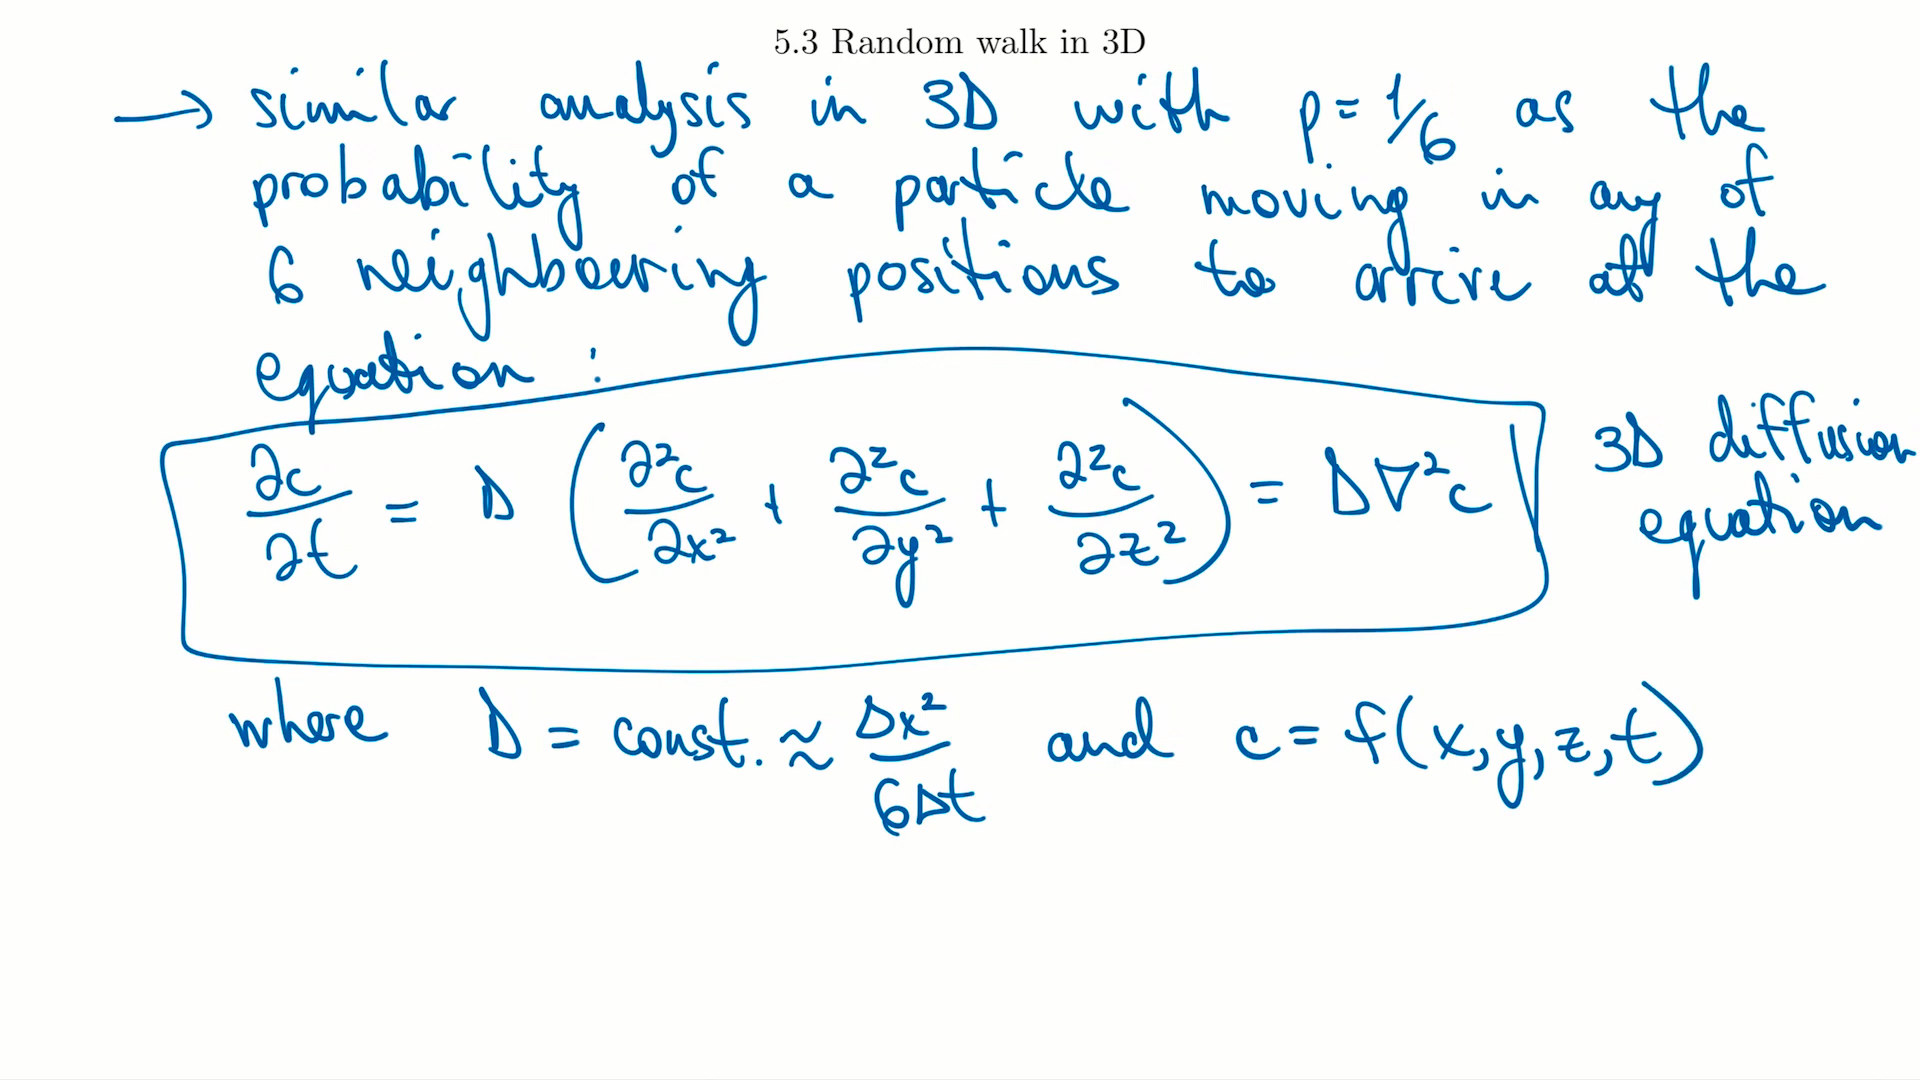 5.3 Random walk in 3D
→ similar analysis in 3D with p = 1/6 as the
probability of a particle moving in any of
6 neighbouring positions to arrive at the
equation :
∂c/∂t = D (∂²c/∂x² + ∂²c/∂y² + ∂²c/∂z²) = D∇²c
3D diffusion
equation
where D = const. ≈ Δx²/6Δt and c = f(x,y,z,t)